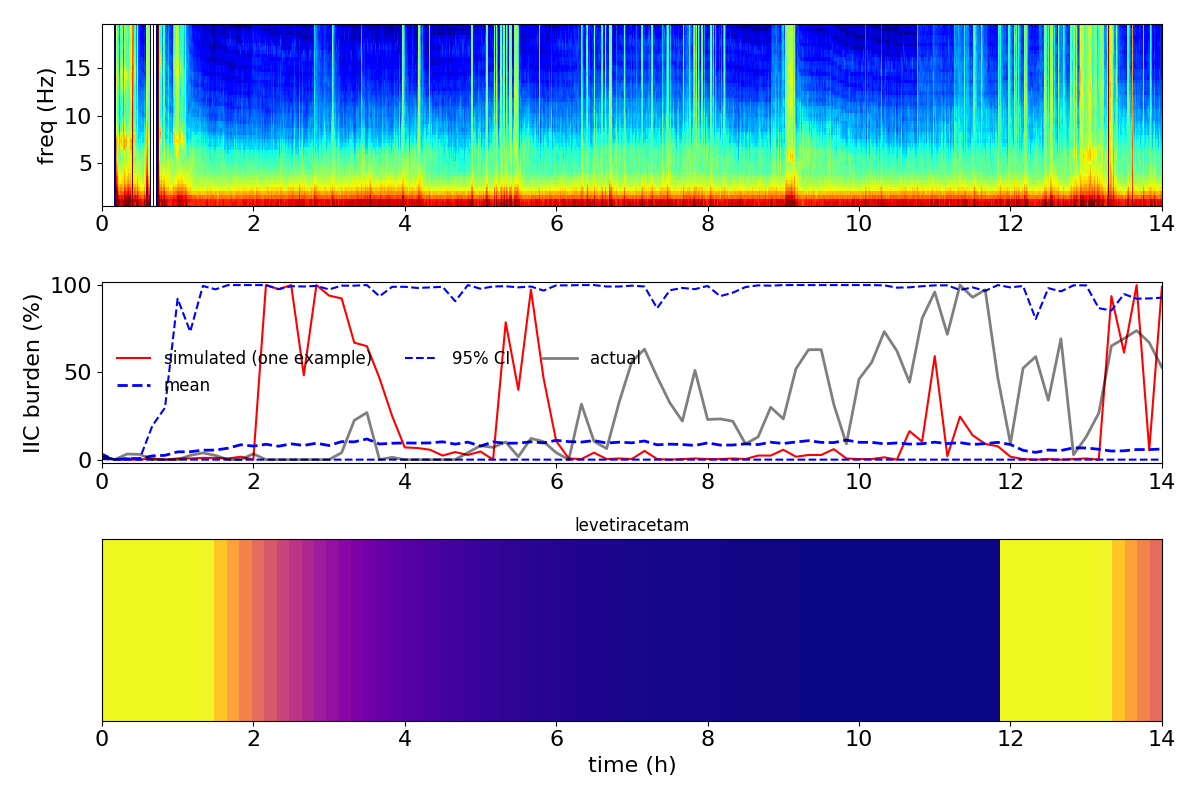 freq (Hz)
15
10
5
0 2 4 6 8 10 12 14
IIC burden (%)
100
50
0
simulated (one example) 95% CI actual
mean
0 2 4 6 8 10 12 14
levetiracetam
0 2 4 6 8 10 12 14
time (h)